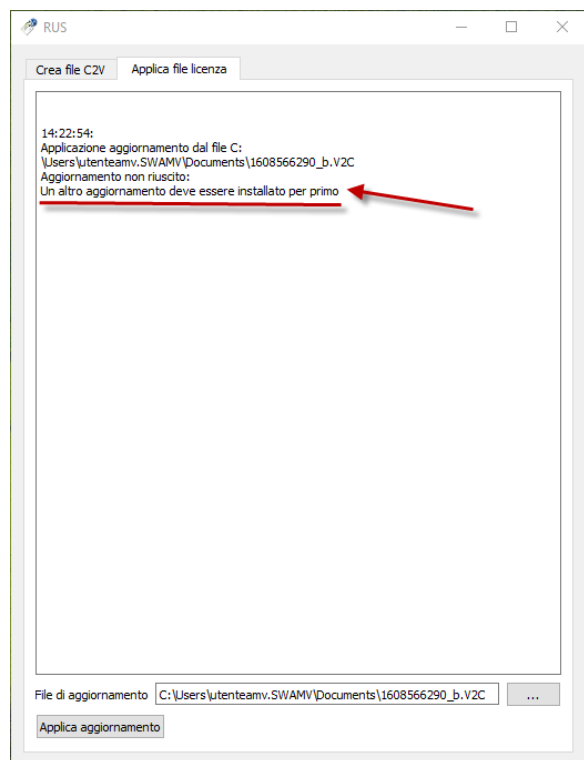 RUS
Crea file C2V
Applica file licenza
14:22:54:
Applicazione aggiornamento dal file C:
\Users\utenteamv.SWAMV\Documents\1608566290_b.V2C
Aggiornamento non riuscito:
Un altro aggiornamento deve essere installato per primo
File di aggiornamento C:\Users\utenteamv.SWAMV\Documents\1608566290_b.V2C ...
Applica aggiornamento